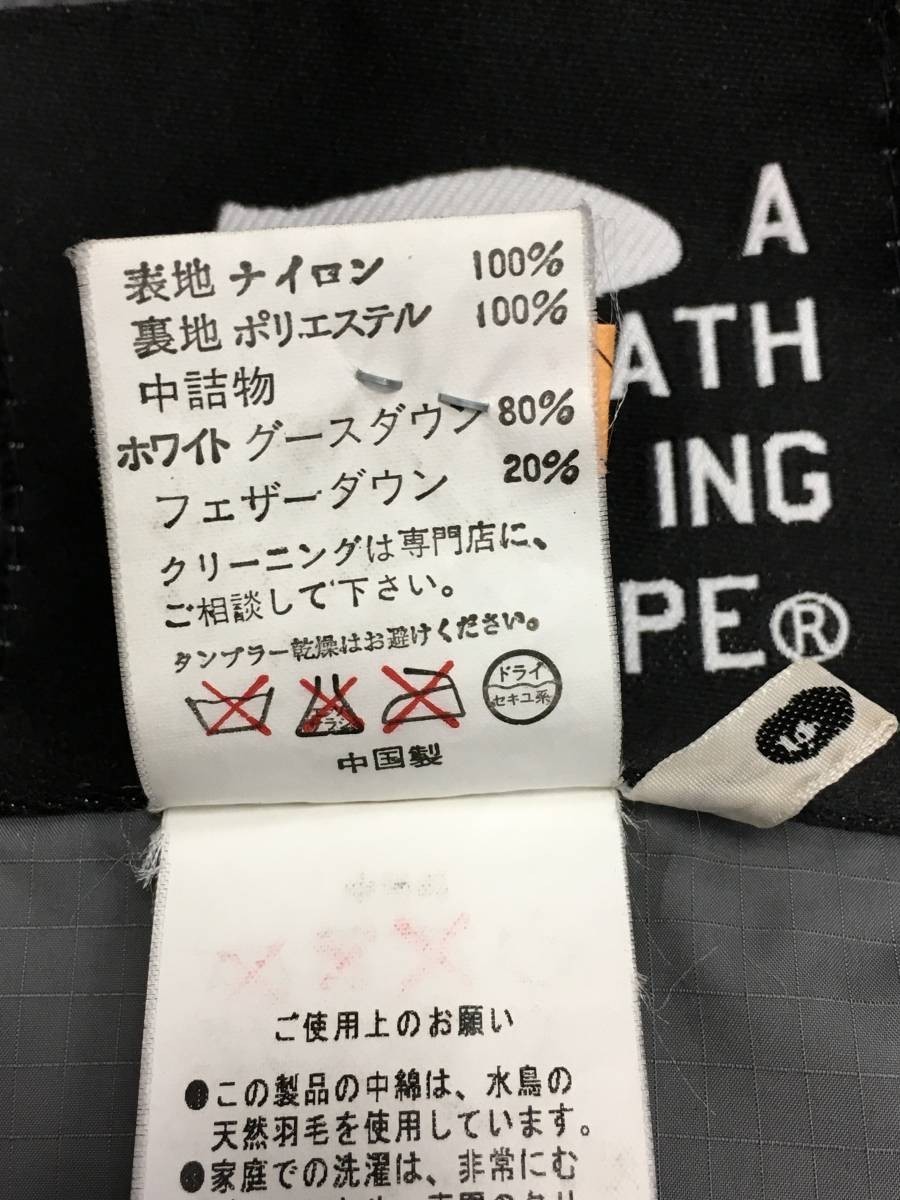 A
ATH
ING
PE®
表地 ナイロン 100%
裏地 ポリエステル 100%
中詰物
ホワイト グースダウン 80%
フェザーダウン 20%
クリーニングは専門店に、
ご相談して下さい。
タンブラー乾燥はお避けください。
ドライ
セキユ系
中国製
ご使用上のお願い
●この製品の中綿は、水鳥の
天然羽毛を使用しています。
●家庭での洗濯は、非常にむ